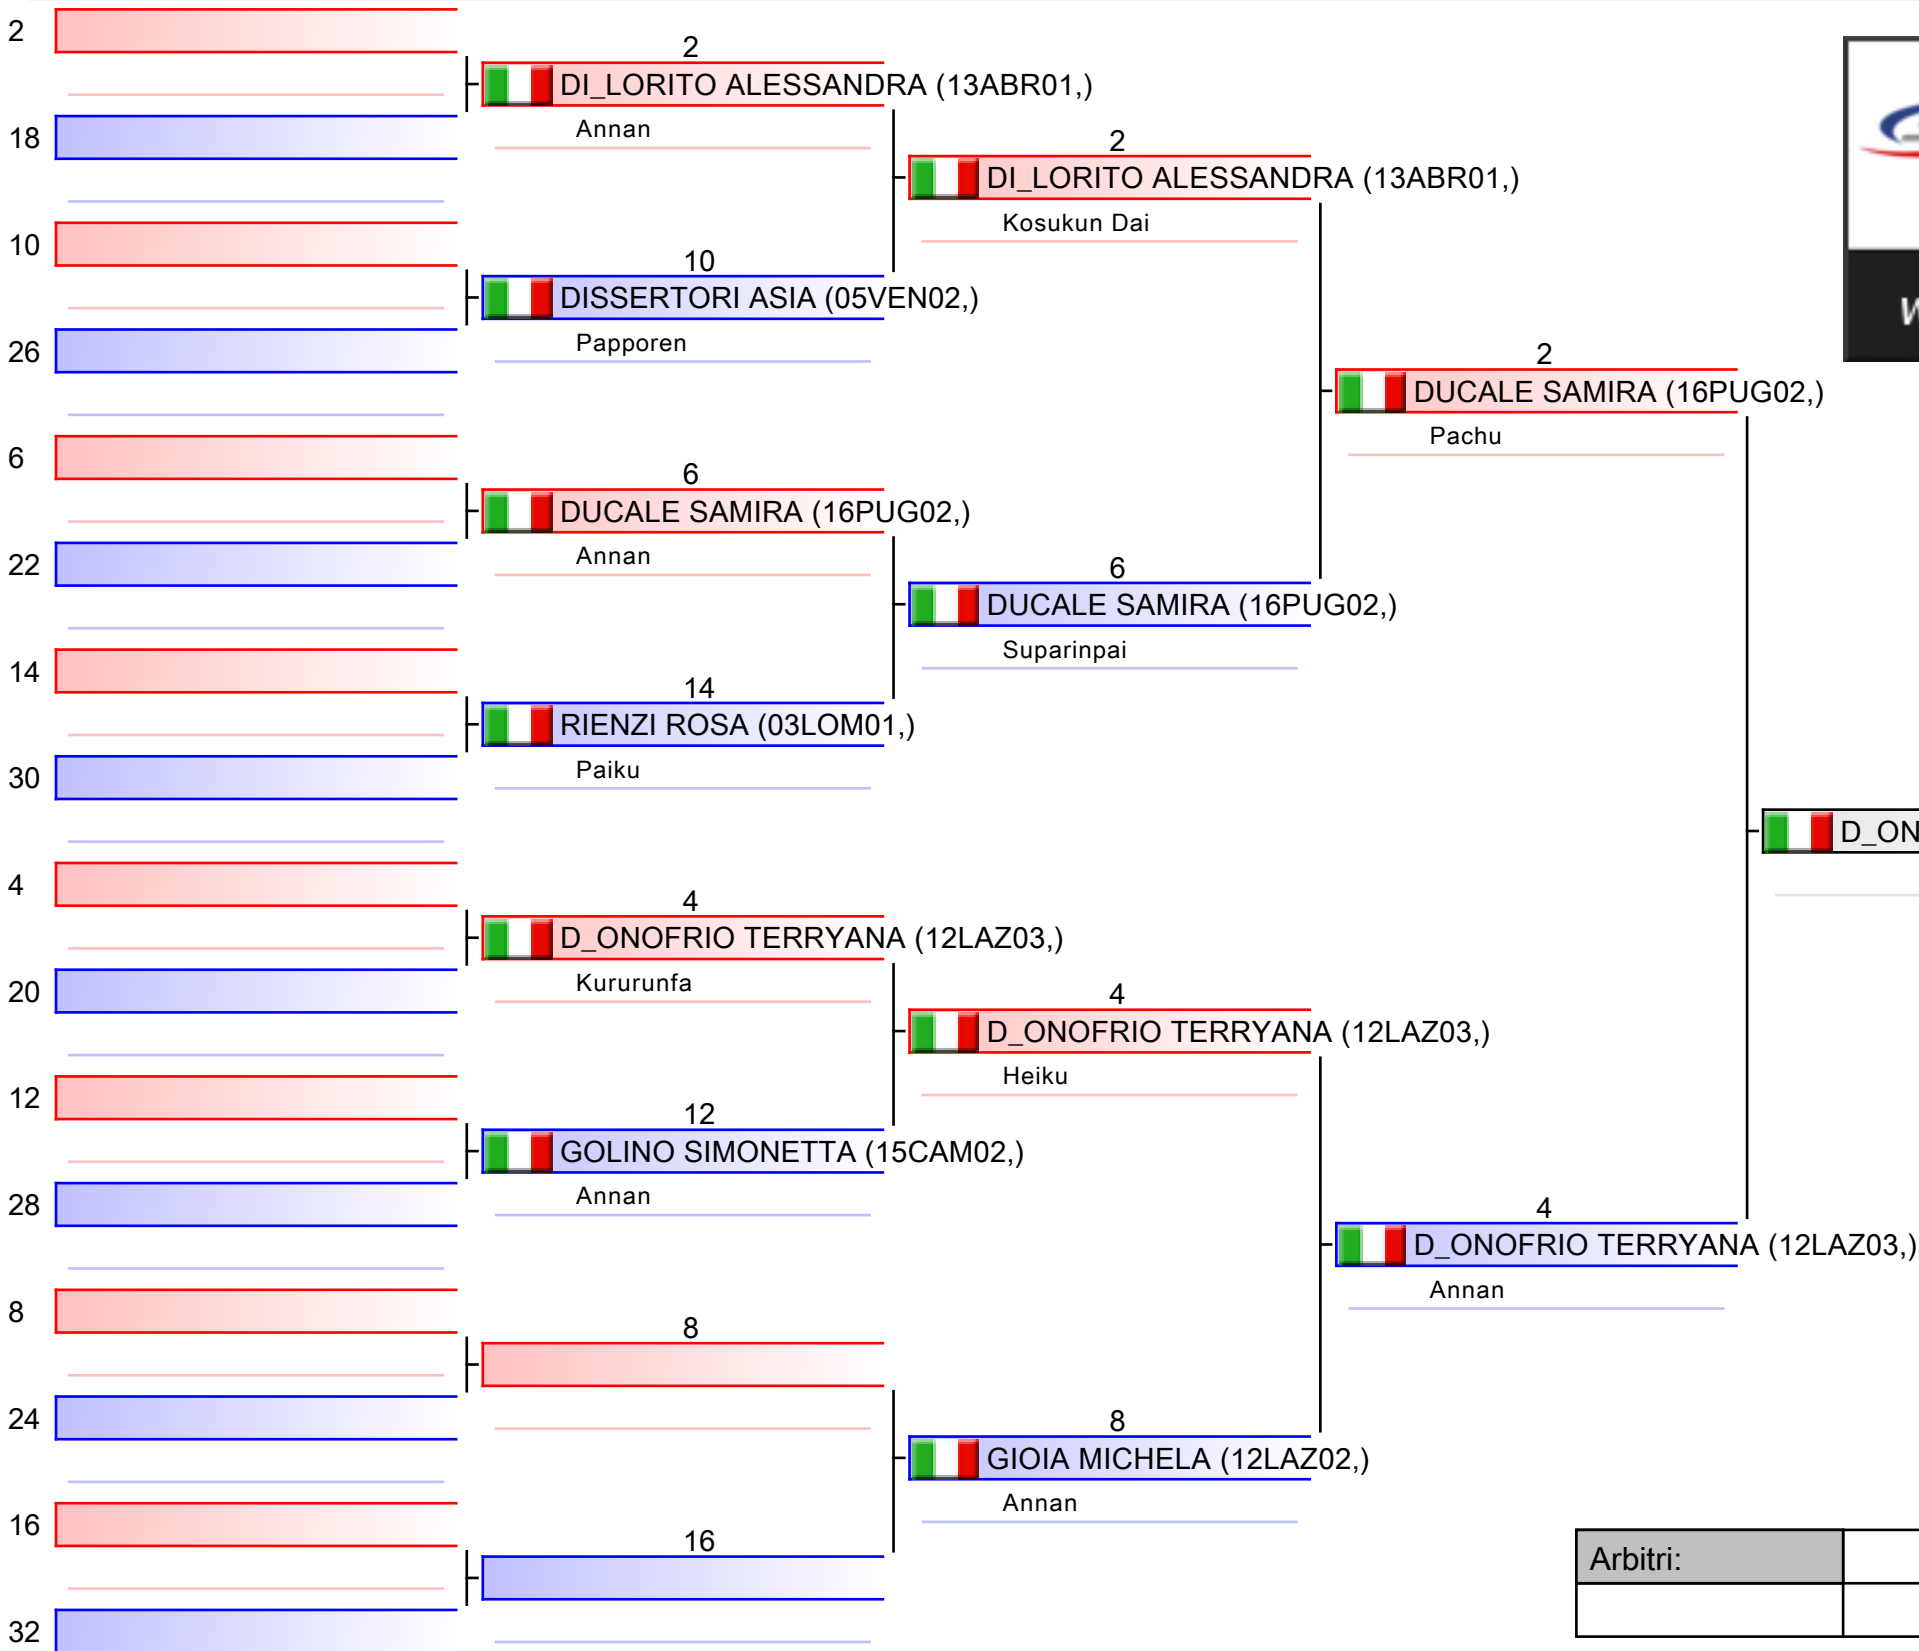 2
2
DI_LORITO ALESSANDRA (13ABR01,)
Annan
18
2
DI_LORITO ALESSANDRA (13ABR01,)
Kosukun Dai
10
10
DISSERTORI ASIA (05VEN02,)
Papporen
26
2
DUCALE SAMIRA (16PUG02,)
Pachu
6
6
DUCALE SAMIRA (16PUG02,)
Annan
22
6
DUCALE SAMIRA (16PUG02,)
Suparinpai
14
14
RIENZI ROSA (03LOM01,)
Paiku
30
D_ON
4
4
D_ONOFRIO TERRYANA (12LAZ03,)
Kururunfa
20
4
D_ONOFRIO TERRYANA (12LAZ03,)
Heiku
12
12
GOLINO SIMONETTA (15CAM02,)
Annan
28
4
D_ONOFRIO TERRYANA (12LAZ03,)
Annan
8
8
24
8
GIOIA MICHELA (12LAZ02,)
Annan
16
16
32
Arbitri: